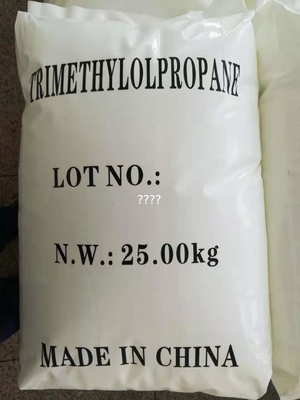 TRIMETHYLOLPROPANE
LOT NO.:
????
N.W.: 25.00kg
MADE IN CHINA